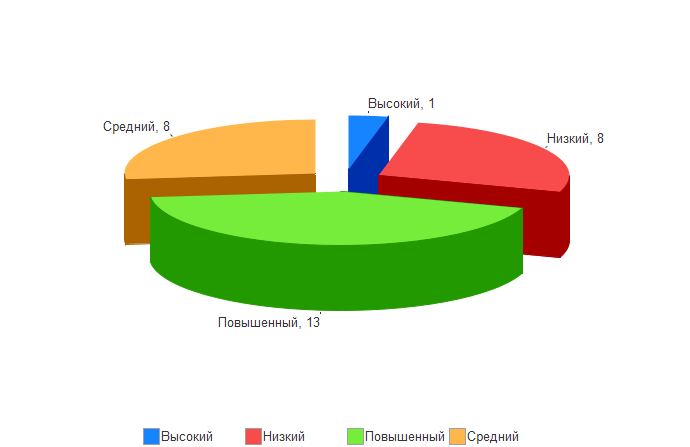 Высокий, 1
Средний, 8
Низкий, 8
Повышенный, 13
Высокий Низкий Повышенный Средний